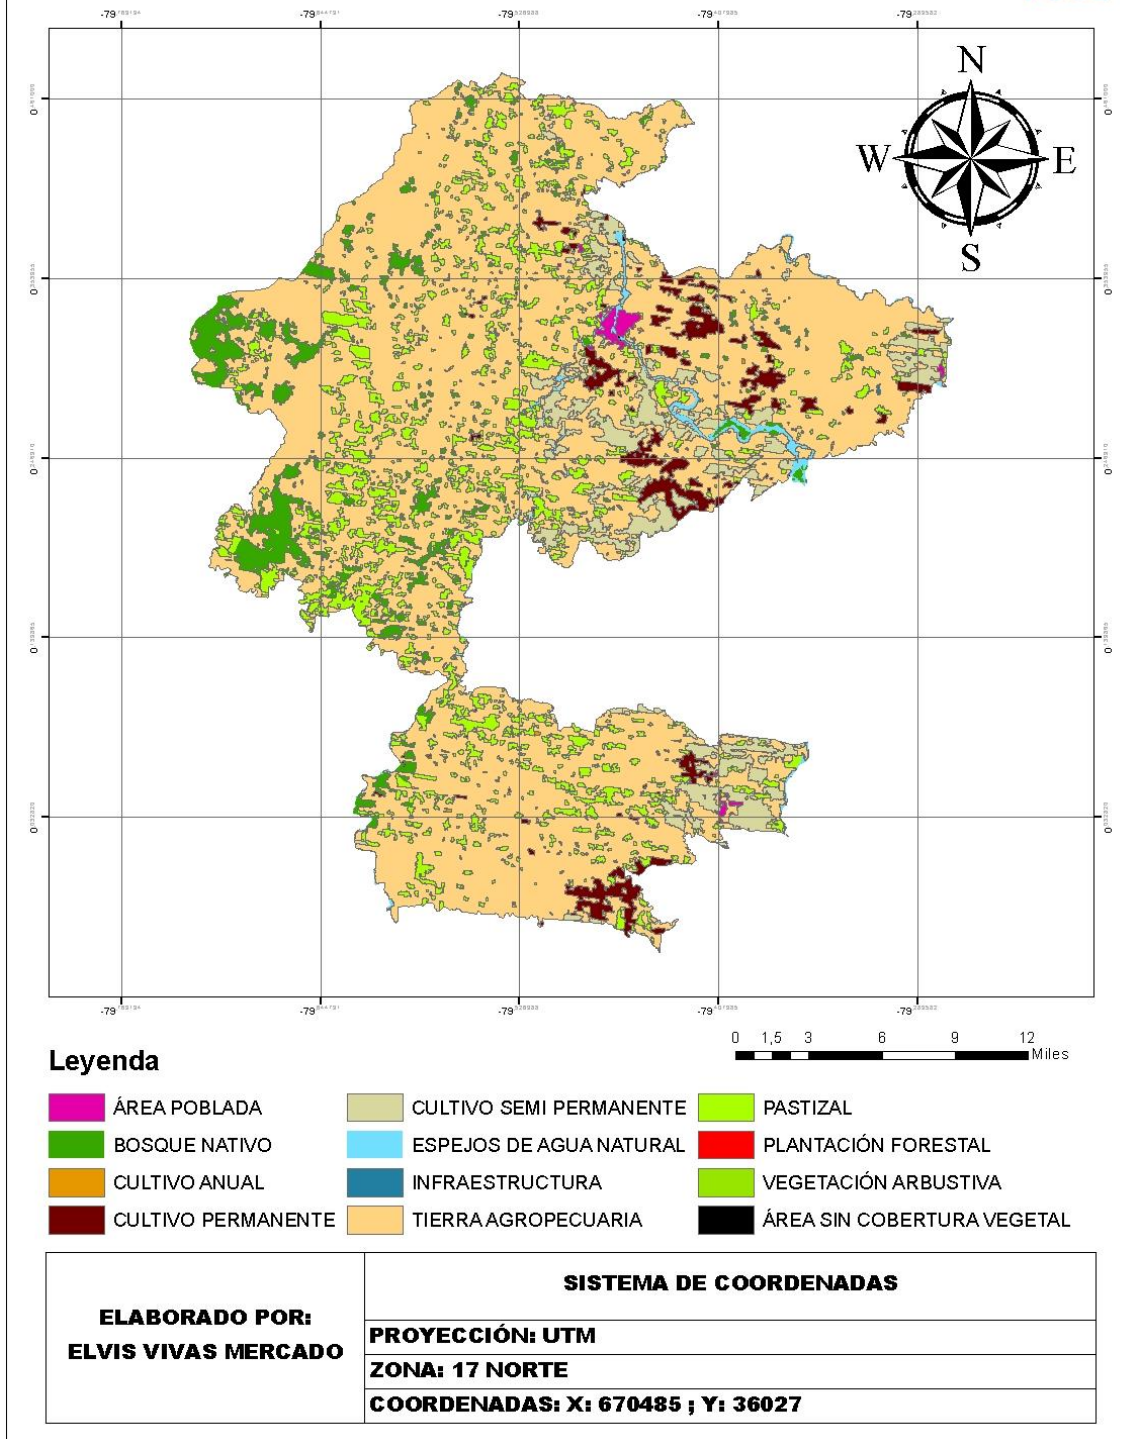 N
W E
S
0 1,5 3 6 9 12
Miles
Leyenda
ÁREA POBLADA
BOSQUE NATIVO
CULTIVO ANUAL
CULTIVO PERMANENTE
CULTIVO SEMI PERMANENTE
ESPEJOS DE AGUA NATURAL
INFRAESTRUCTURA
TIERRA AGROPECUARIA
PASTIZAL
PLANTACIÓN FORESTAL
VEGETACIÓN ARBUSTIVA
ÁREA SIN COBERTURA VEGETAL
ELABORADO POR:
ELVIS VIVAS MERCADO
SISTEMA DE COORDENADAS
PROYECCIÓN: UTM
ZONA: 17 NORTE
COORDENADAS: X: 670485 ; Y: 36027